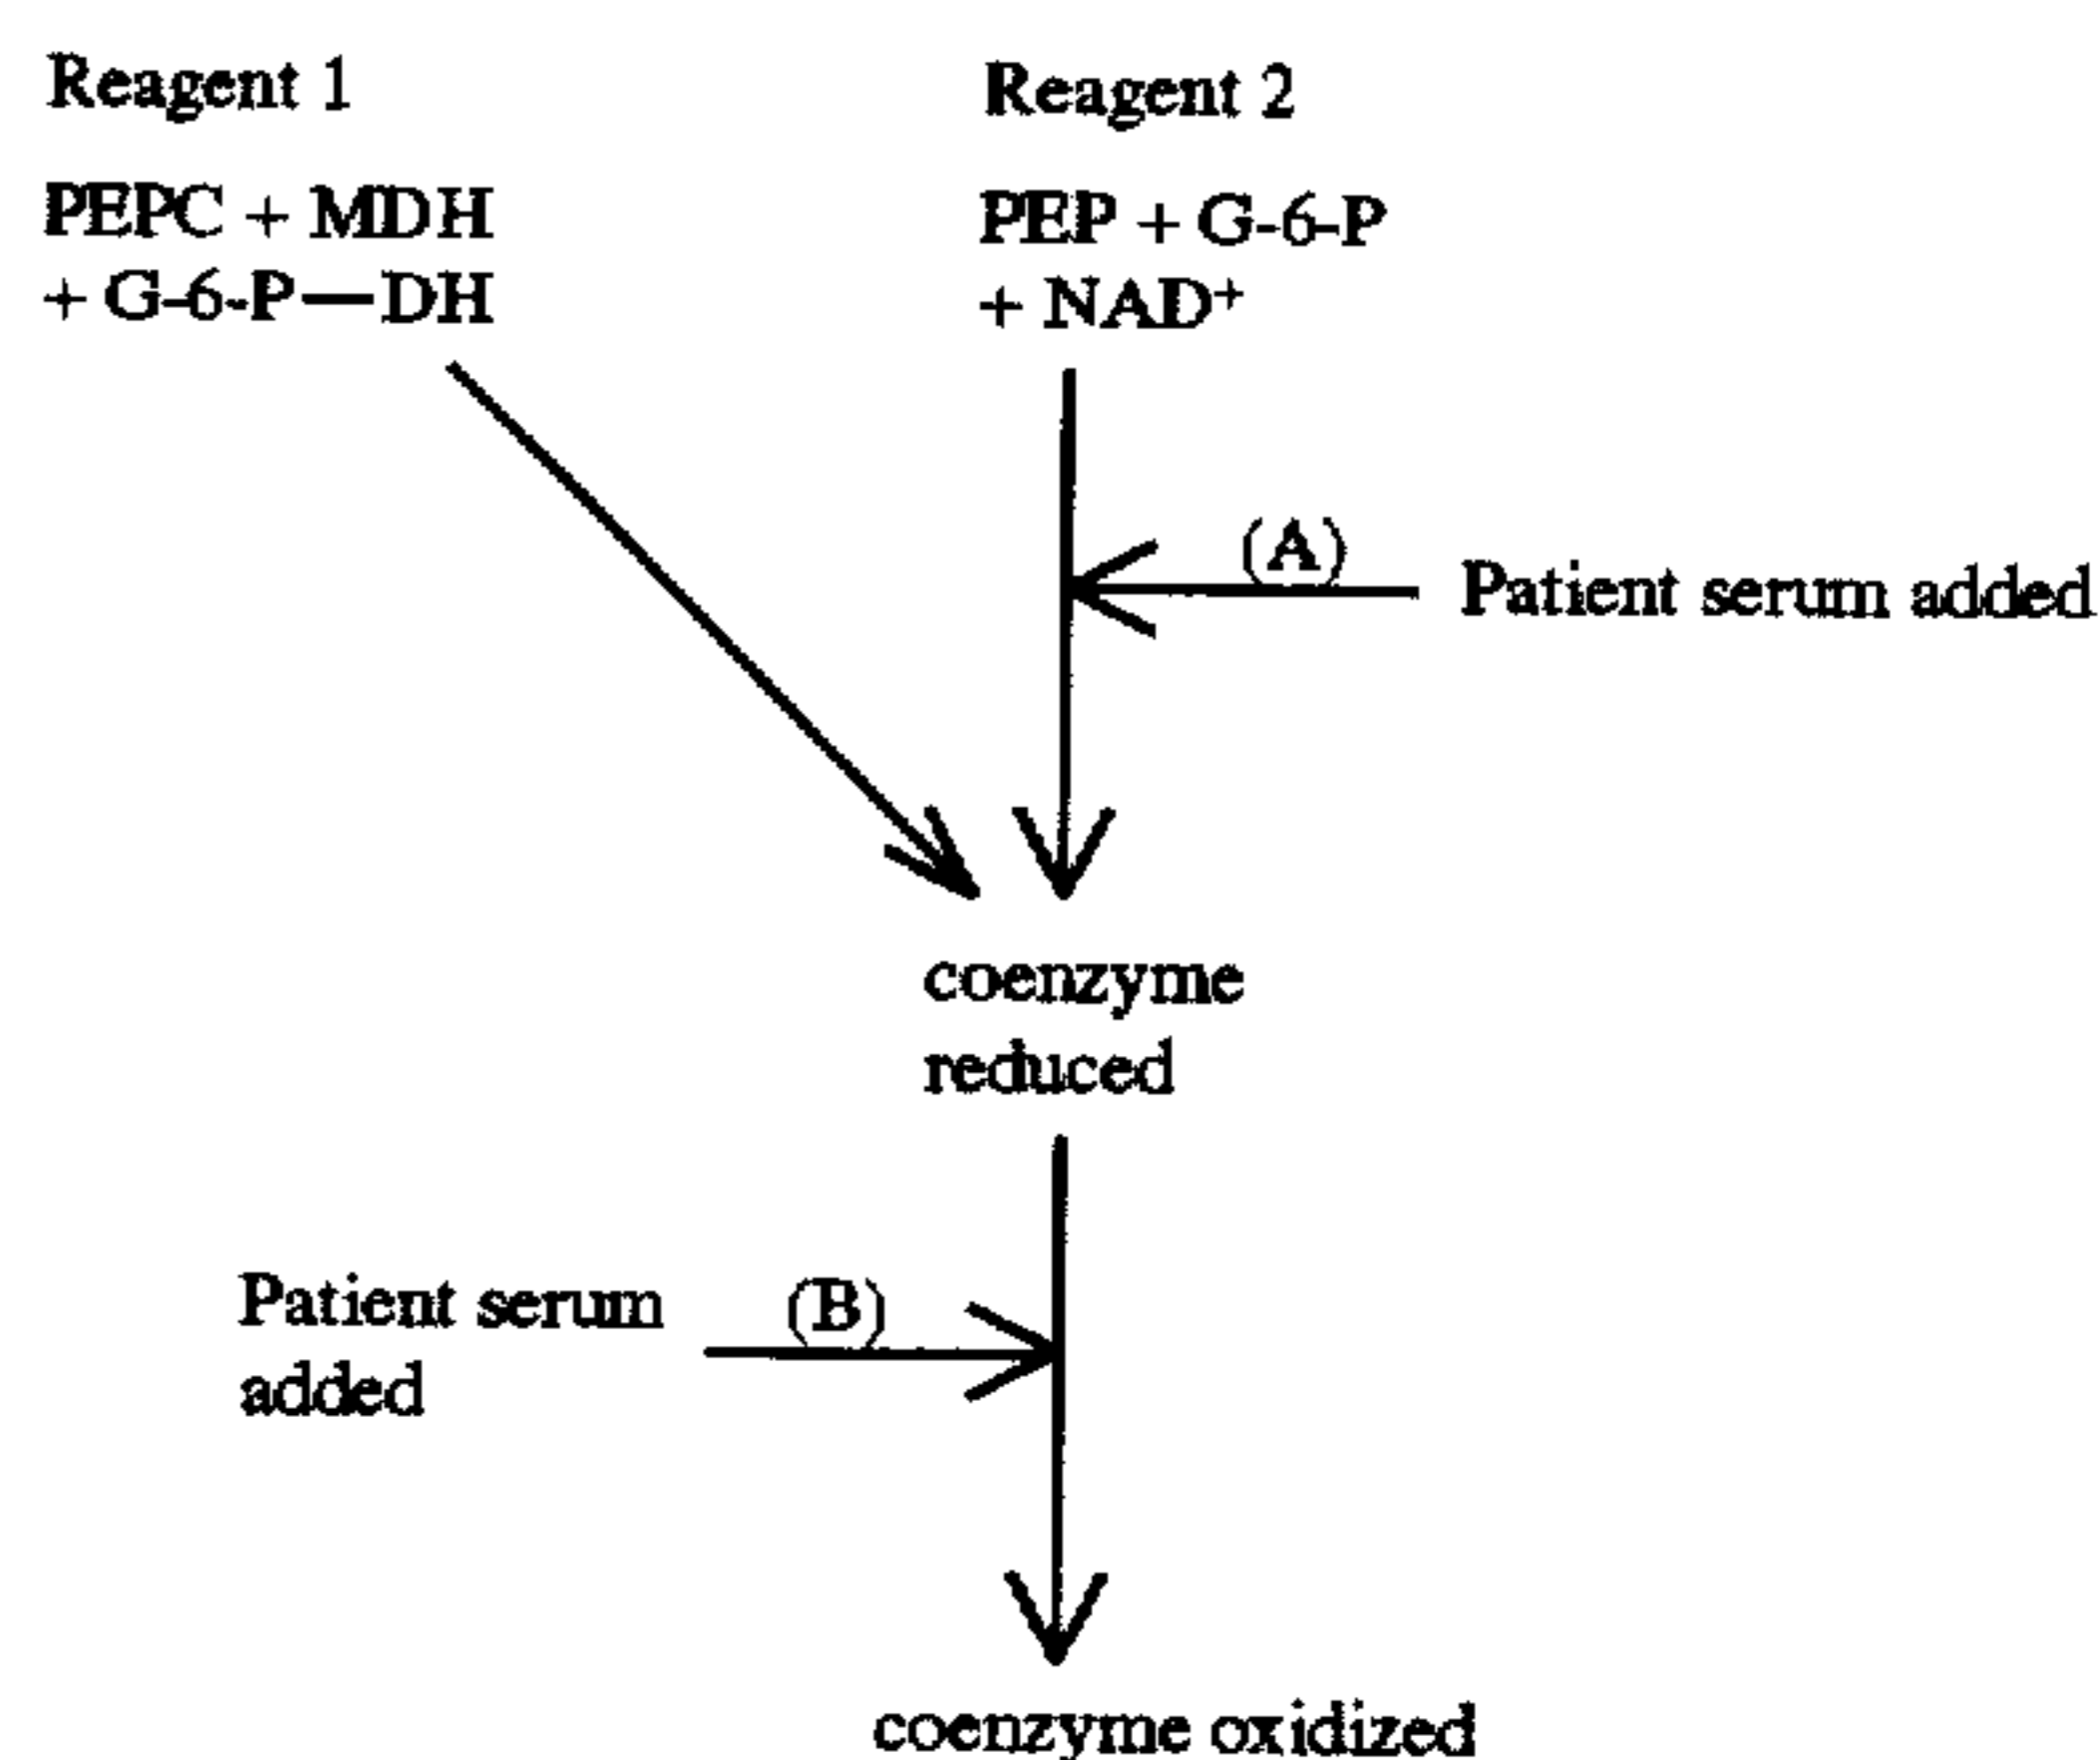 Reagent 1
PEPC + MDH
+ G-6-P—DH
Reagent 2
PEP + G-6-P
+ NAD⁺
(A)
Patient serum added
coenzyme
reduced
Patient serum
added
(B)
coenzyme oxidized